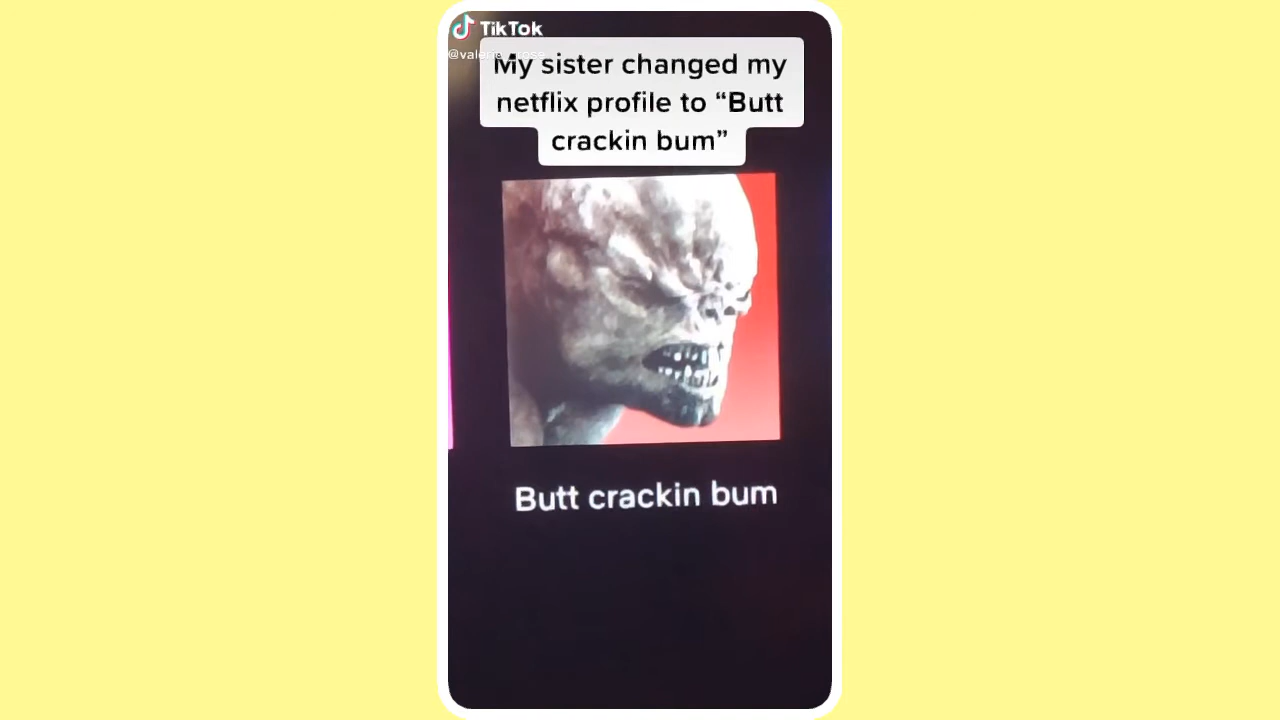 TikTok
My sister changed my
netflix profile to “Butt
crackin bum”
Butt crackin bum